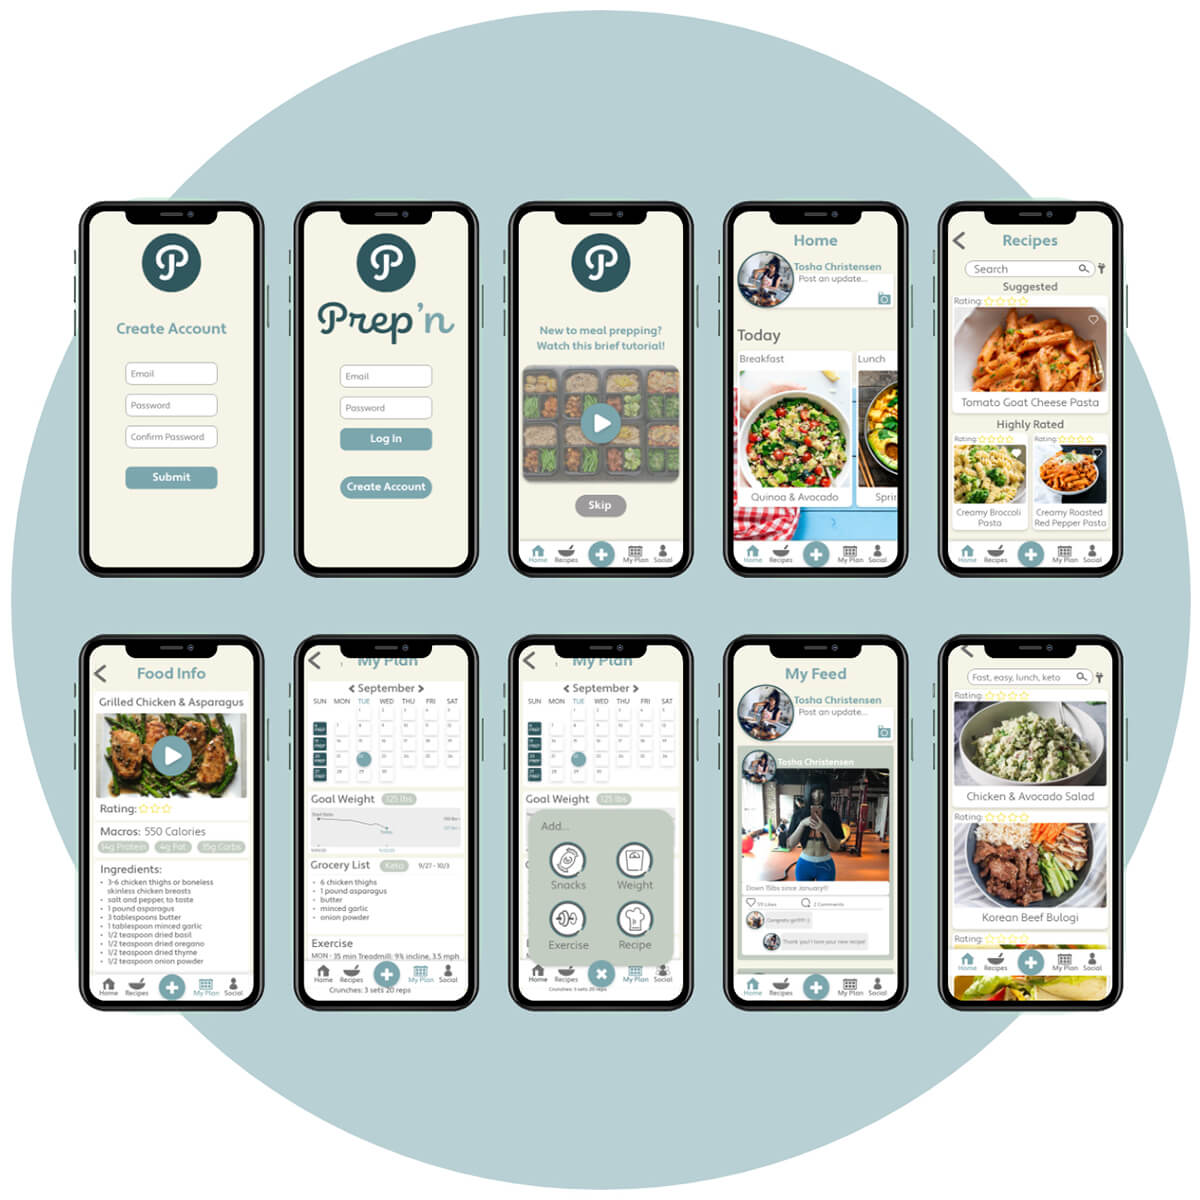 Create Account
Email
Password
Confirm Password
Submit
Prep'n
Email
Password
Log In
Create Account
New to meal prepping?
Watch this brief tutorial!
Skip
Home
Recipes
My Plan
Social
Home
Tosha Christensen
Post an update...
Today
Breakfast
Lunch
Quinoa & Avocado
Sprin
Home
Recipes
My Plan
Social
Recipes
Search
Suggested
Rating:
Tomato Goat Cheese Pasta
Highly Rated
Rating:
Rating:
Creamy Broccoli
Pasta
Creamy Roasted
Red Pepper Pasta
Home
Recipes
My Plan
Social
Food Info
Grilled Chicken & Asparagus
Rating:
Macros: 550 Calories
14g Protein
4g Fat
15g Carbs
Ingredients:
• 3-6 chicken thighs or boneless
skinless chicken breasts
• salt and pepper, to taste
• 1 pound asparagus
• 3 tablespoons butter
• 1 tablespoon minced garlic
• 1/2 teaspoon dried basil
• 1/2 teaspoon dried oregano
• 1/2 teaspoon dried thyme
• 1/2 teaspoon onion powder
Home
Recipes
My Plan
Social
My Plan
< September >
SUN MON TUE WED THU FRI SAT
Goal Weight 125 lbs
Grocery List Keto 9/27 - 10/3
• 6 chicken thighs
• 1 pound asparagus
• butter
• minced garlic
• onion powder
Exercise
MON - 35 min Treadmill: 9% incline, 3.5 mph
Home
Recipes
My Plan
Social
Crunches: 3 sets 20 reps
My Plan
< September >
SUN MON TUE WED THU FRI SAT
Goal Weight 125 lbs
Add...
Snacks
Weight
Exercise
Recipe
Home
Recipes
My Plan
Social
Crunches: 3 sets 20 reps
My Feed
Tosha Christensen
Post an update...
Tosha Christensen
Down 15lbs since January!!!
2 Comments
Thank you! I love your new recipe!
Home
Recipes
My Plan
Social
Fast, easy, lunch, keto
Rating:
Chicken & Avocado Salad
Rating:
Korean Beef Bulogi
Rating:
Home
Recipes
My Plan
Social